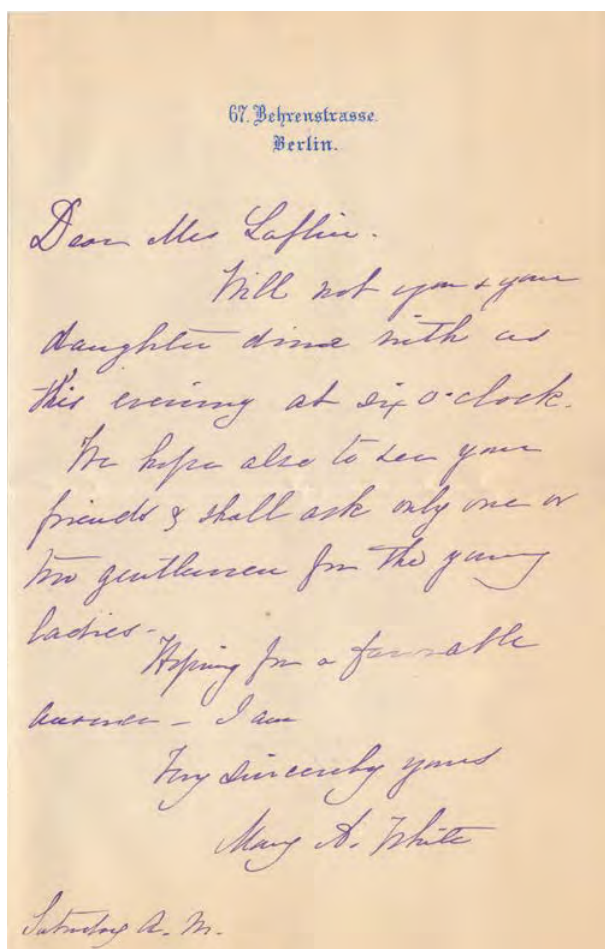 67. Behrenstrasse.
Berlin.
Dear Mrs Laflin.
Will not you & your
daughter dine with us
this evening at six o'clock.
We hope also to see your
friends & shall ask only one or
two gentlemen for the young
ladies.
Hoping for a favorable
answer – I am
Very sincerely yours
Mary A. White
Saturday A. M.